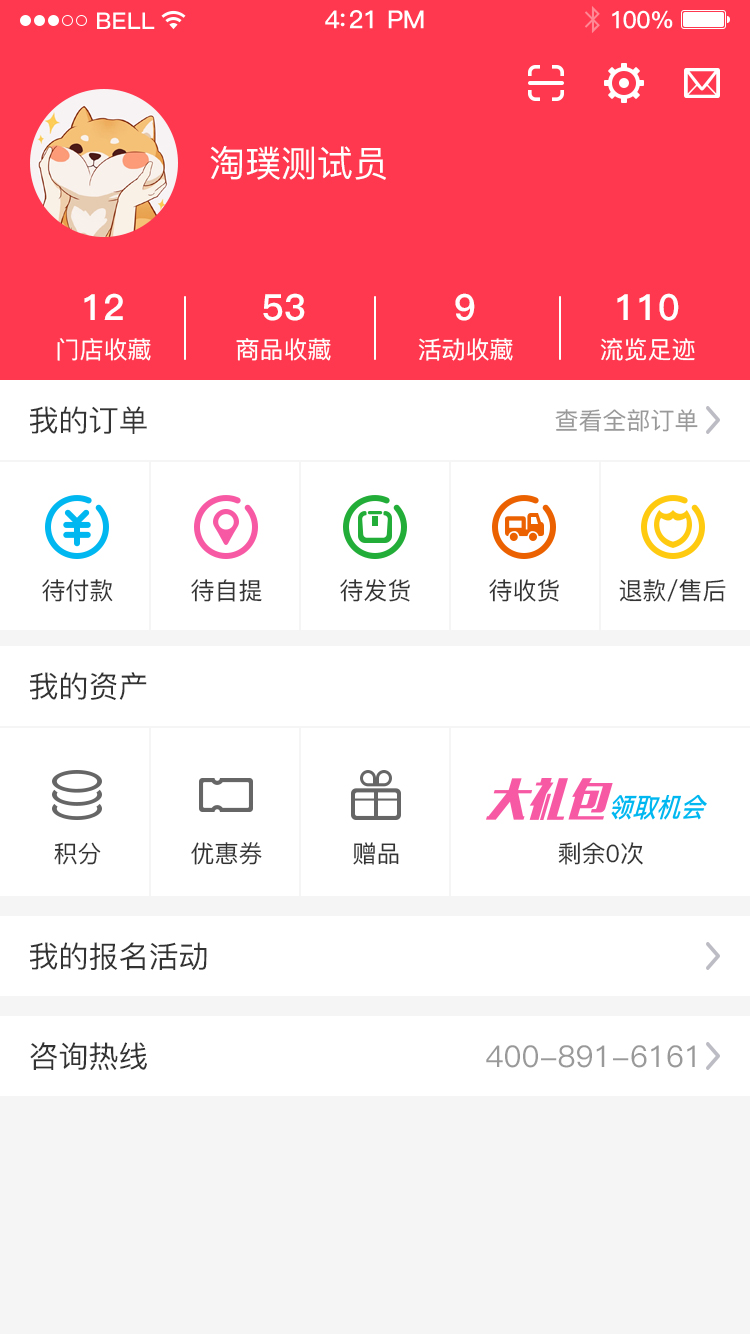 BELL 4:21 PM 100%
淘璞测试员
12 53 9 110
门店收藏 商品收藏 活动收藏 流览足迹
我的订单 查看全部订单
待付款 待自提 待发货 待收货 退款/售后
我的资产
大礼包领取机会
积分 优惠券 赠品 剩余0次
我的报名活动
咨询热线 400-891-6161